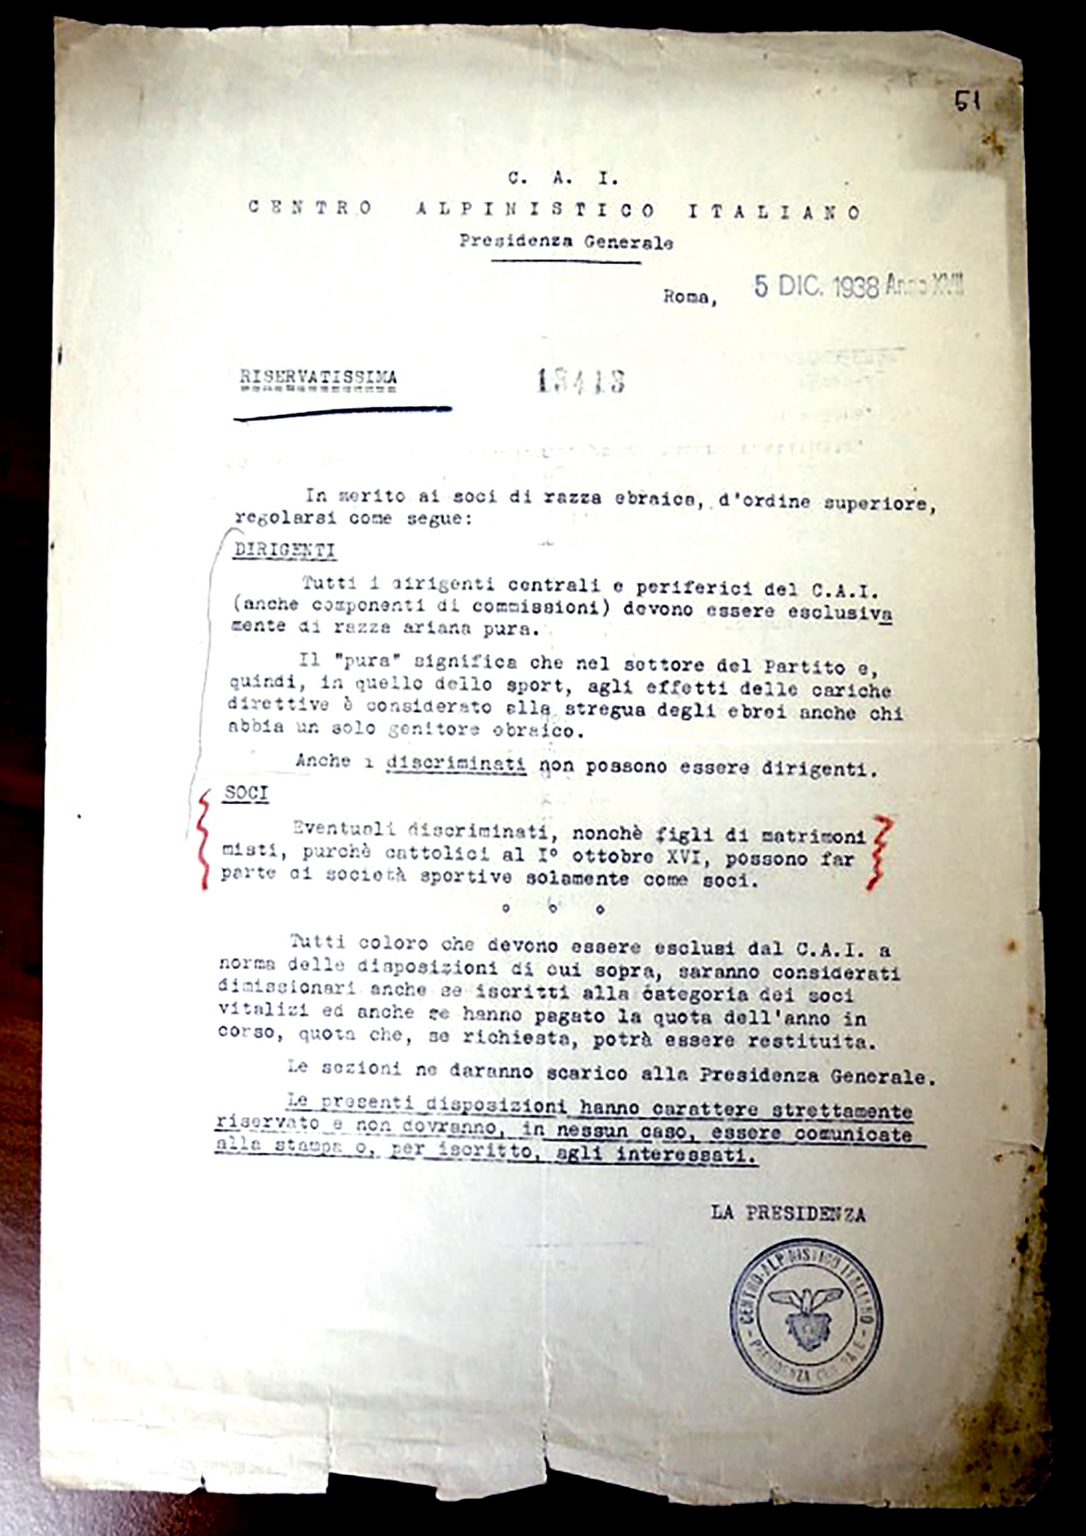 51
C. A. I.
CENTRO ALPINISTICO ITALIANO
Presidenza Generale
Roma, 5 DIC. 1938 Anno XVII
RISERVATISSIMA
In merito ai soci di razza ebraica, d'ordine superiore,
regolarsi come segue:
DIRIGENTI
Tutti i dirigenti centrali e periferici del C.A.I.
(anche componenti di commissioni) devono essere esclusiva
mente di razza ariana pura.
Il "pura" significa che nel settore del Partito e,
quindi, in quello dello sport, agli effetti delle cariche
direttive è considerato alla stregua degli ebrei anche chi
abbia un solo genitore ebraico.
Anche i discriminati non possono essere dirigenti.
SOCI
Eventuali discriminati, nonchè figli di matrimoni
misti, purchè cattolici al I° ottobre XVI, possono far
parte di società sportive solamente come soci.
° ° °
Tutti coloro che devono essere esclusi dal C.A.I. a
norma delle disposizioni di cui sopra, saranno considerati
dimissionari anche se iscritti alla categoria dei soci
vitalizi ed anche se hanno pagato la quota dell'anno in
corso, quota che, se richiesta, potrà essere restituita.
Le sezioni ne daranno scarico alla Presidenza Generale.
Le presenti disposizioni hanno carattere strettamente
riservato e non dovranno, in nessun caso, essere comunicate
alla stampa o, per iscritto, agli interessati.
LA PRESIDENZA
CENTRO ALPINISTICO ITALIANO
PRESIDENZA GENERALE